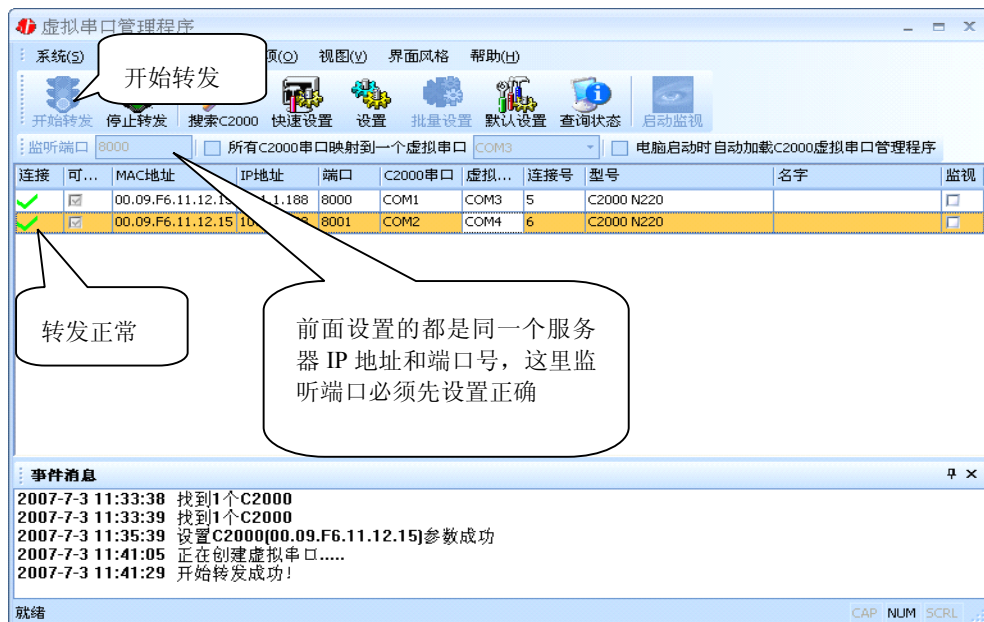 虚拟串口管理程序
系统(S) 项(O) 视图(V) 界面风格 帮助(H)
开始转发
开始转发 停止转发 搜索C2000 快速设置 设置 批量设置 默认设置 查询状态 启动监视
监听端口 8000 所有C2000串口映射到一个虚拟串口 COM3 电脑启动时自动加载C2000虚拟串口管理程序
连接 可... MAC地址 IP地址 端口 C2000串口 虚拟... 连接号 型号 名字 监视
00.09.F6.11.12.15 1.188 8000 COM1 COM3 5 C2000 N220
00.09.F6.11.12.15 8001 COM2 COM4 6 C2000 N220
转发正常
前面设置的都是同一个服务
器 IP 地址和端口号，这里监
听端口必须先设置正确
事件消息
2007-7-3 11:33:38 找到1个C2000
2007-7-3 11:33:39 找到1个C2000
2007-7-3 11:35:39 设置C2000(00.09.F6.11.12.15)参数成功
2007-7-3 11:41:05 正在创建虚拟串口.....
2007-7-3 11:41:29 开始转发成功!
就绪 CAP NUM SCRL